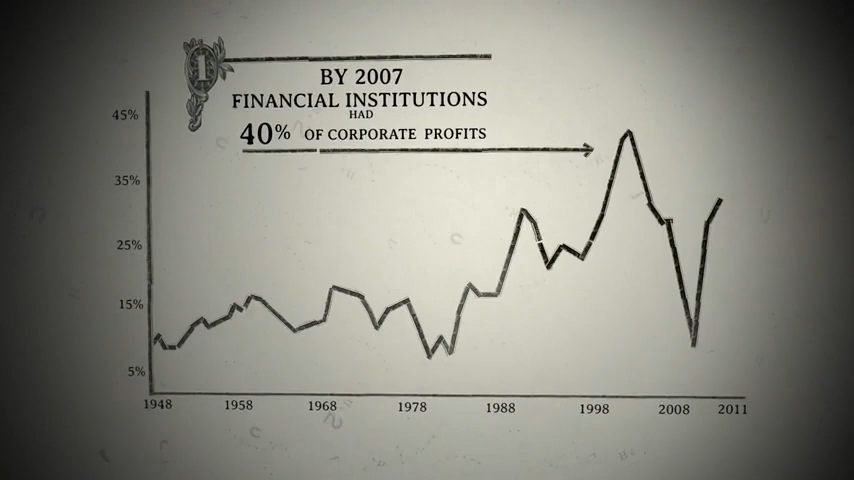 1
BY 2007
FINANCIAL INSTITUTIONS
HAD
40% OF CORPORATE PROFITS
45%
35%
25%
15%
5%
1948 1958 1968 1978 1988 1998 2008 2011